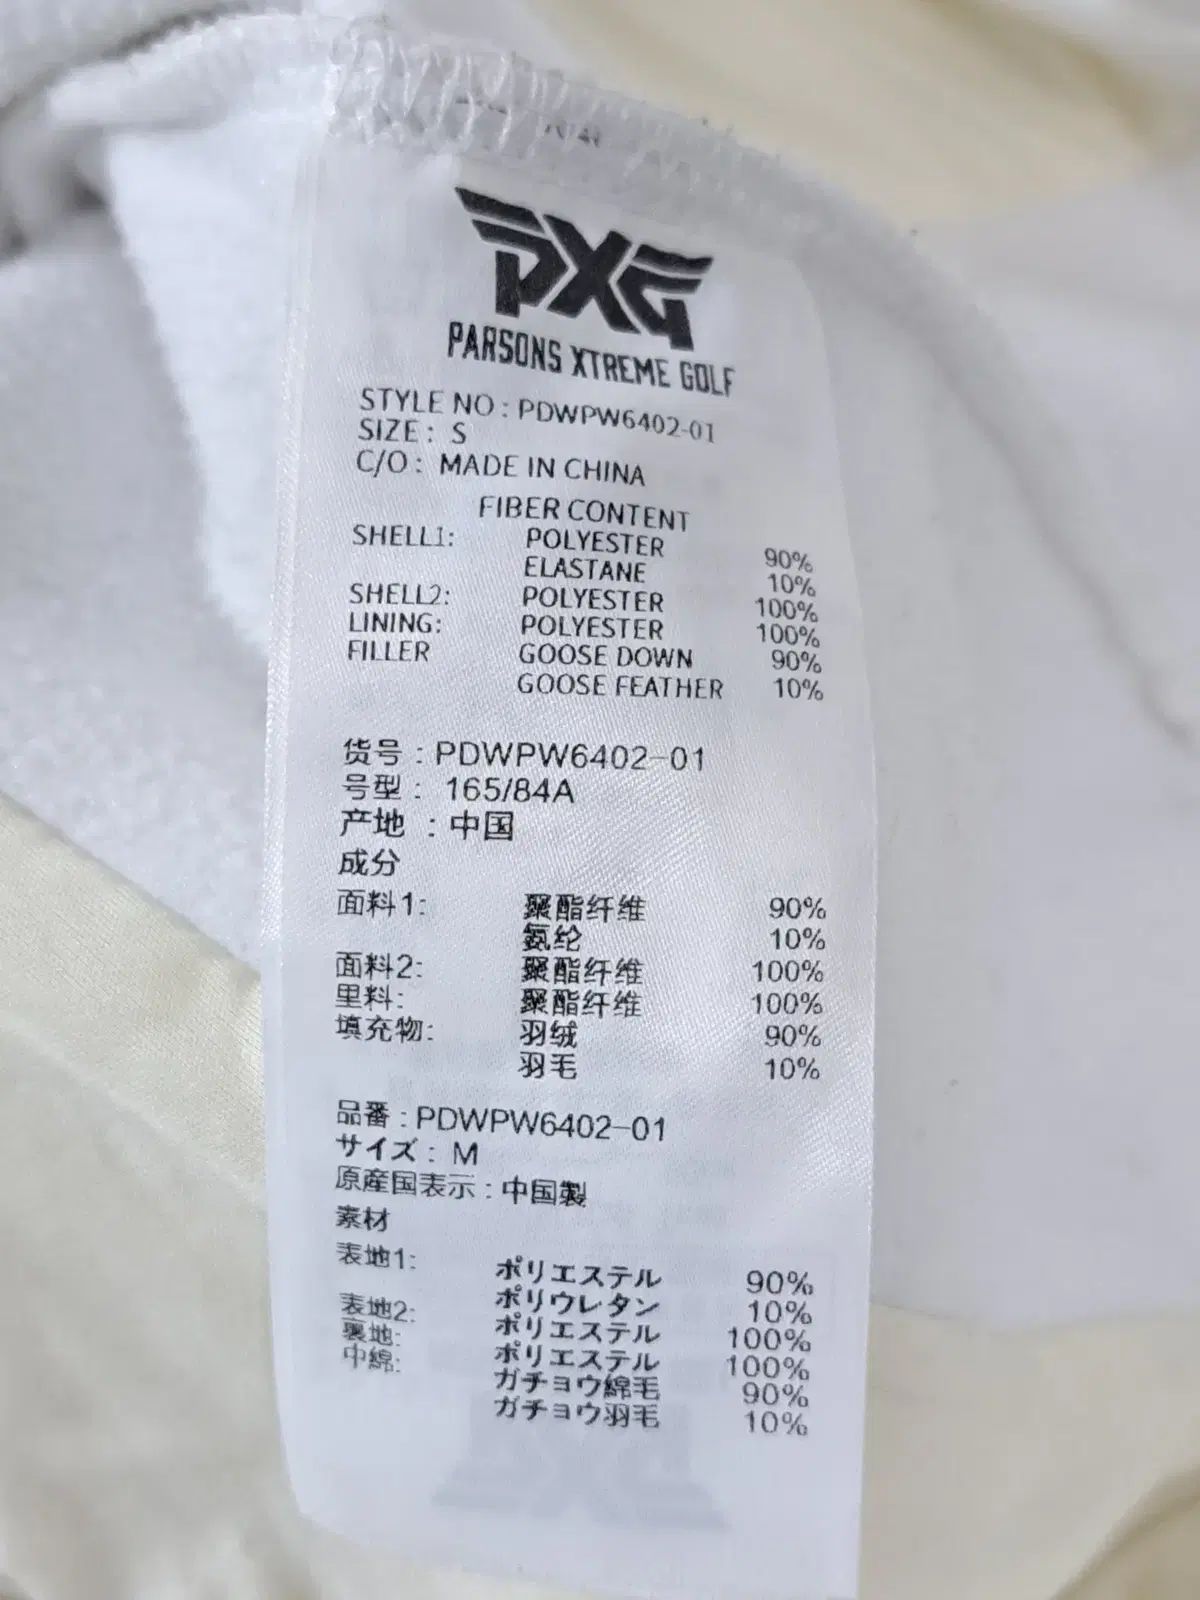 PXG
PARSONS XTREME GOLF
STYLE NO : PDWPW6402-01
SIZE : S
C/O : MADE IN CHINA
FIBER CONTENT
SHELL1: POLYESTER 90%
ELASTANE 10%
SHELL2: POLYESTER 100%
LINING: POLYESTER 100%
FILLER GOOSE DOWN 90%
GOOSE FEATHER 10%
货号 : PDWPW6402-01
号型 : 165/84A
产地 : 中国
成分
面料1: 聚酯纤维 90%
氨纶 10%
面料2: 聚酯纤维 100%
里料: 聚酯纤维 100%
填充物: 羽绒 90%
羽毛 10%
品番 : PDWPW6402-01
サイズ : M
原産国表示 : 中国製
素材
表地1: ポリエステル 90%
ポリウレタン 10%
表地2: ポリエステル 100%
裏地: ポリエステル 100%
中綿: ガチョウ綿毛 90%
ガチョウ羽毛 10%